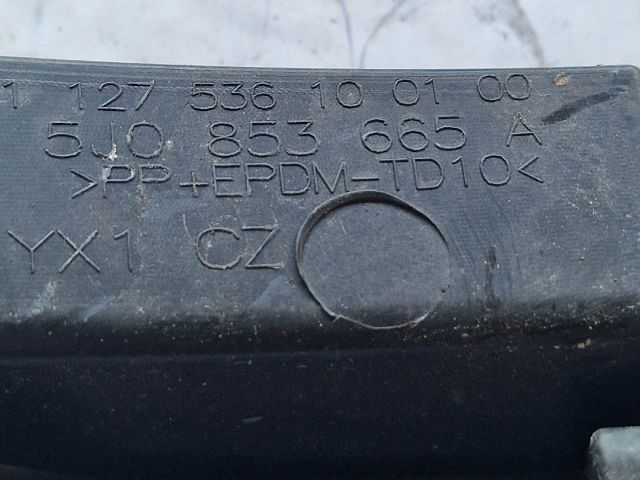 1 127 536 10 01 00
5J0 853 665 A
>PP+EPDM-TD10<
YX1 CZ